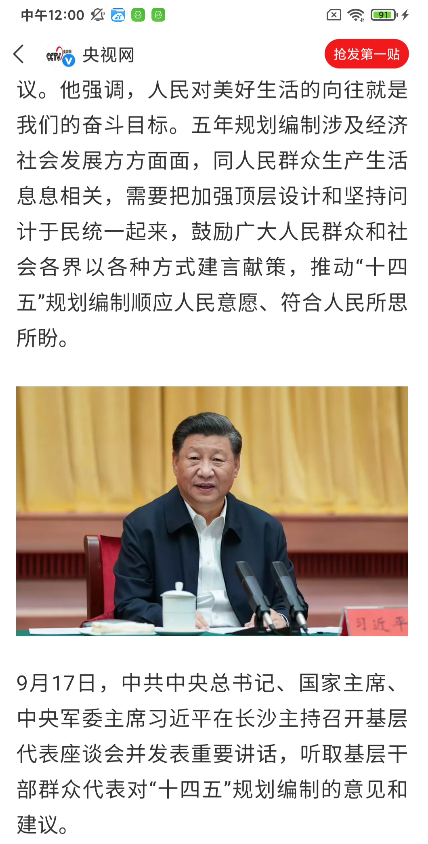 中午12:00
91
央视网
抢发第一贴
议。他强调，人民对美好生活的向往就是
我们的奋斗目标。五年规划编制涉及经济
社会发展方方面面，同人民群众生产生活
息息相关，需要把加强顶层设计和坚持问
计于民统一起来，鼓励广大人民群众和社
会各界以各种方式建言献策，推动“十四
五”规划编制顺应人民意愿、符合人民所思
所盼。
习近平
9月17日，中共中央总书记、国家主席、
中央军委主席习近平在长沙主持召开基层
代表座谈会并发表重要讲话，听取基层干
部群众代表对“十四五”规划编制的意见和
建议。